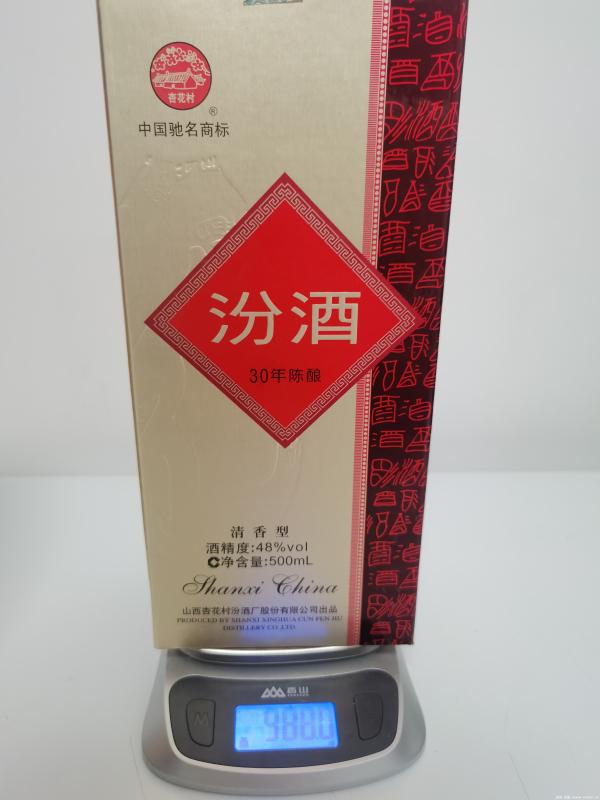 杏花村
®
中国驰名商标
汾酒
30年陈酿
清香型
酒精度:48%vol
C净含量:500mL
Shanxi China
山西杏花村汾酒厂股份有限公司出品
PRODUCED BY SHANXI XINGHUA CUN FEN JIU
DISTILLERY CO.,LTD.
香山
M
988.0